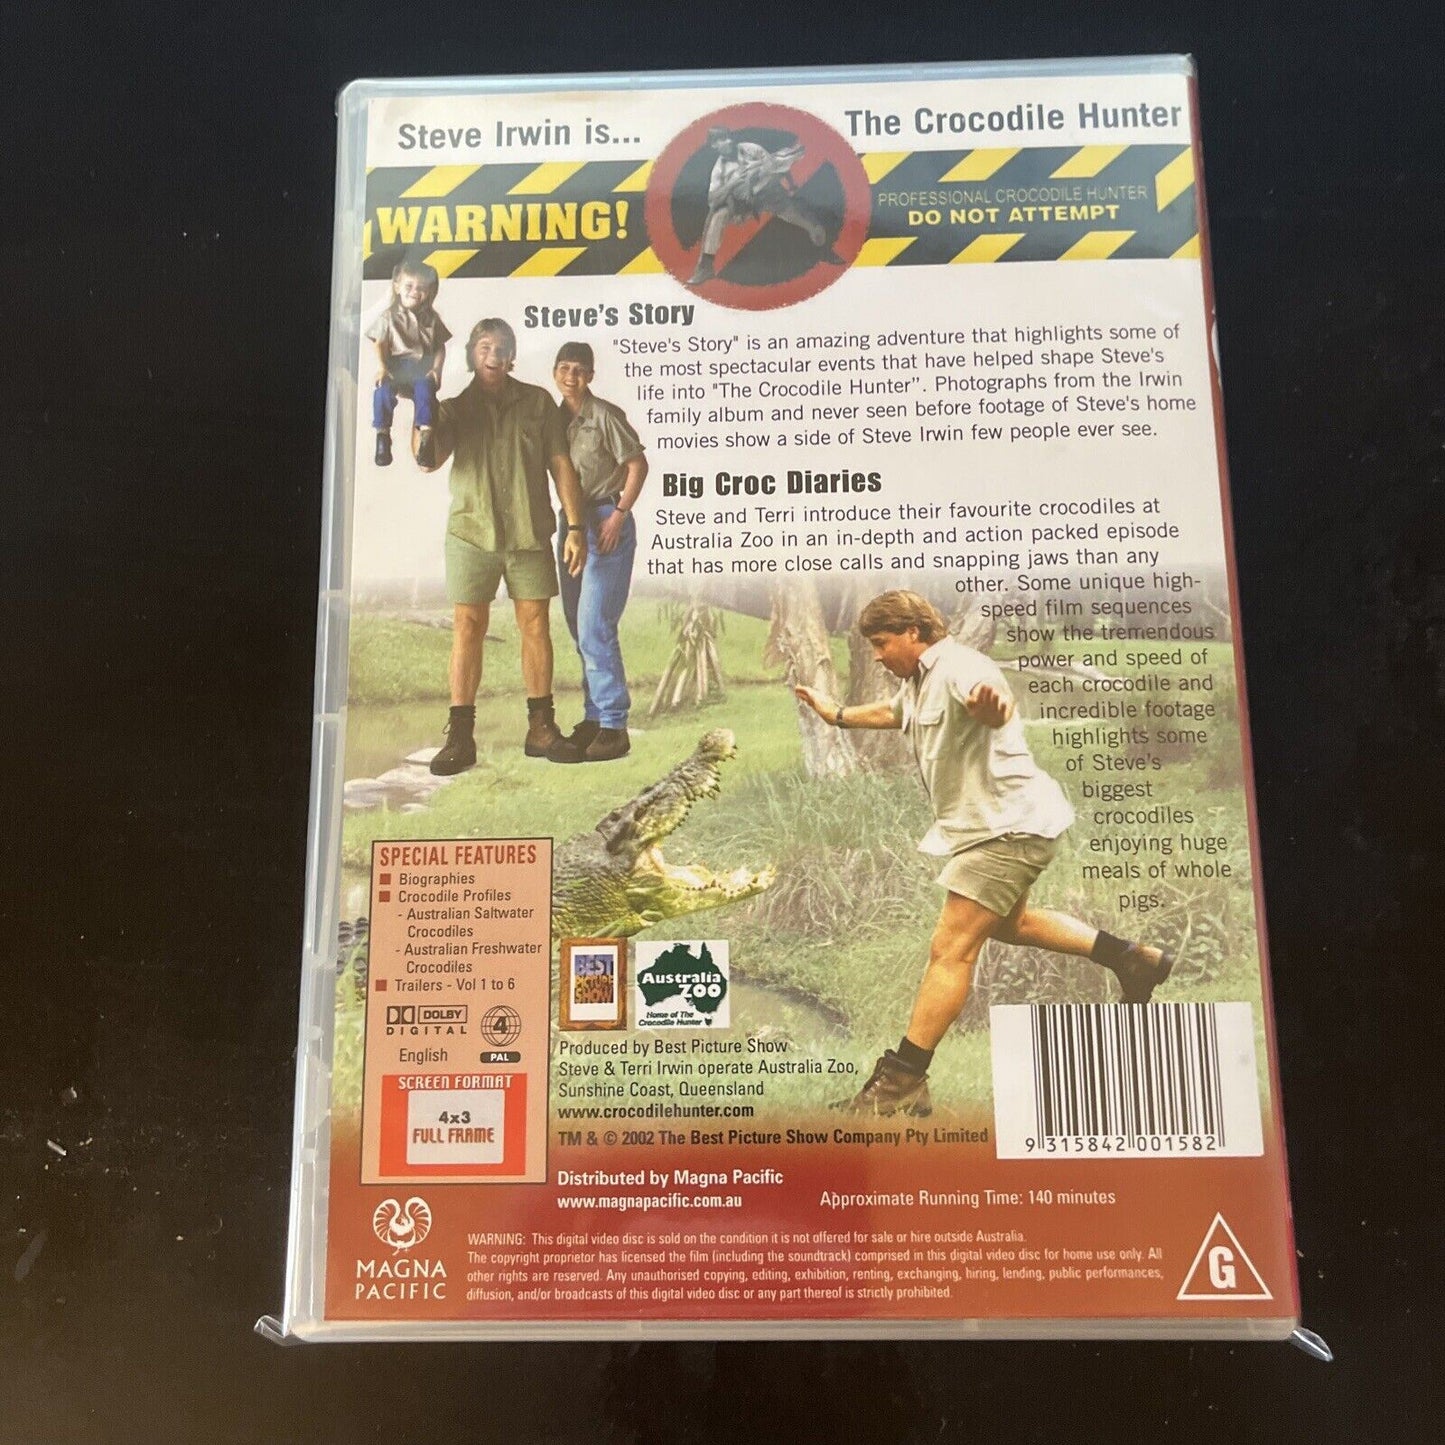 Steve Irwin is...
The Crocodile Hunter
WARNING!
PROFESSIONAL CROCODILE HUNTER
DO NOT ATTEMPT
Steve's Story
"Steve's Story" is an amazing adventure that highlights some of
the most spectacular events that have helped shape Steve's
life into "The Crocodile Hunter". Photographs from the Irwin
family album and never seen before footage of Steve's home
movies show a side of Steve Irwin few people ever see.
Big Croc Diaries
Steve and Terri introduce their favourite crocodiles at
Australia Zoo in an in-depth and action packed episode
that has more close calls and snapping jaws than any
other. Some unique high-
speed film sequences
show the tremendous
power and speed of
each crocodile and
incredible footage
highlights some
of Steve's
biggest
crocodiles
enjoying huge
meals of whole
pigs.
SPECIAL FEATURES
Biographies
Crocodile Profiles
- Australian Saltwater
Crocodiles
- Australian Freshwater
Crocodiles
Trailers - Vol 1 to 6
DOLBY
DIGITAL
4
English
PAL
SCREEN FORMAT
4x3
FULL FRAME
BEST
PICTURE
SHOW
Australia
ZOO
Home of The
Crocodile Hunter
Produced by Best Picture Show
Steve & Terri Irwin operate Australia Zoo,
Sunshine Coast, Queensland
www.crocodilehunter.com
TM & © 2002 The Best Picture Show Company Pty Limited
9 315842 001582
Distributed by Magna Pacific
www.magnapacific.com.au
Approximate Running Time: 140 minutes
MAGNA
PACIFIC
WARNING: This digital video disc is sold on the condition it is not offered for sale or hire outside Australia.
The copyright proprietor has licensed the film (including the soundtrack) comprised in this digital video disc for home use only. All
other rights are reserved. Any unauthorised copying, editing, exhibition, renting, exchanging, hiring, lending, public performances,
diffusion, and/or broadcasts of this digital video disc or any part thereof is strictly prohibited.
G